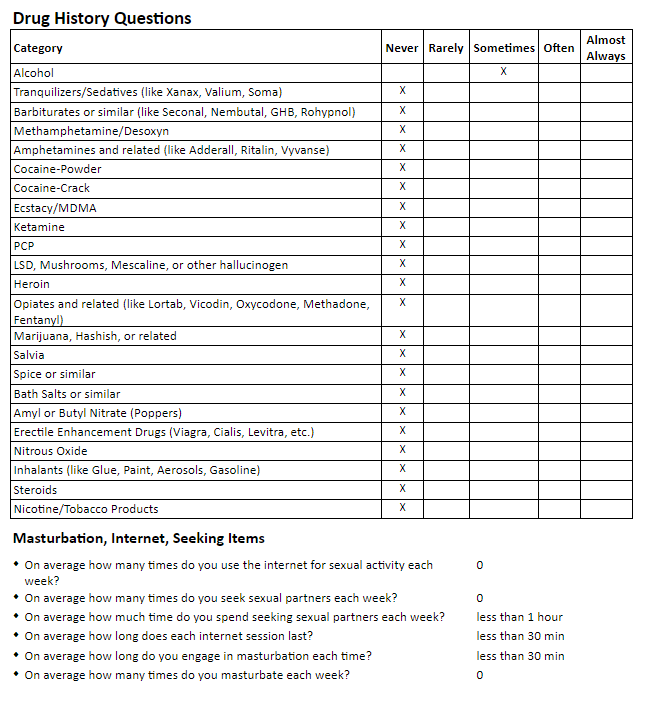 Drug History Questions
Category Never Rarely Sometimes Often Almost Always
Alcohol X
Tranquilizers/Sedatives (like Xanax, Valium, Soma) X
Barbiturates or similar (like Seconal, Nembutal, GHB, Rohypnol) X
Methamphetamine/Desoxyn X
Amphetamines and related (like Adderall, Ritalin, Vyvanse) X
Cocaine-Powder X
Cocaine-Crack X
Ecstacy/MDMA X
Ketamine X
PCP X
LSD, Mushrooms, Mescaline, or other hallucinogen X
Heroin X
Opiates and related (like Lortab, Vicodin, Oxycodone, Methadone, X
Fentanyl)
Marijuana, Hashish, or related X
Salvia X
Spice or similar X
Bath Salts or similar X
Amyl or Butyl Nitrate (Poppers) X
Erectile Enhancement Drugs (Viagra, Cialis, Levitra, etc.) X
Nitrous Oxide X
Inhalants (like Glue, Paint, Aerosols, Gasoline) X
Steroids X
Nicotine/Tobacco Products X
Masturbation, Internet, Seeking Items
• On average how many times do you use the internet for sexual activity each 0
week?
• On average how many times do you seek sexual partners each week? 0
• On average how much time do you spend seeking sexual partners each week? less than 1 hour
• On average how long does each internet session last? less than 30 min
• On average how long do you engage in masturbation each time? less than 30 min
• On average how many times do you masturbate each week? 0